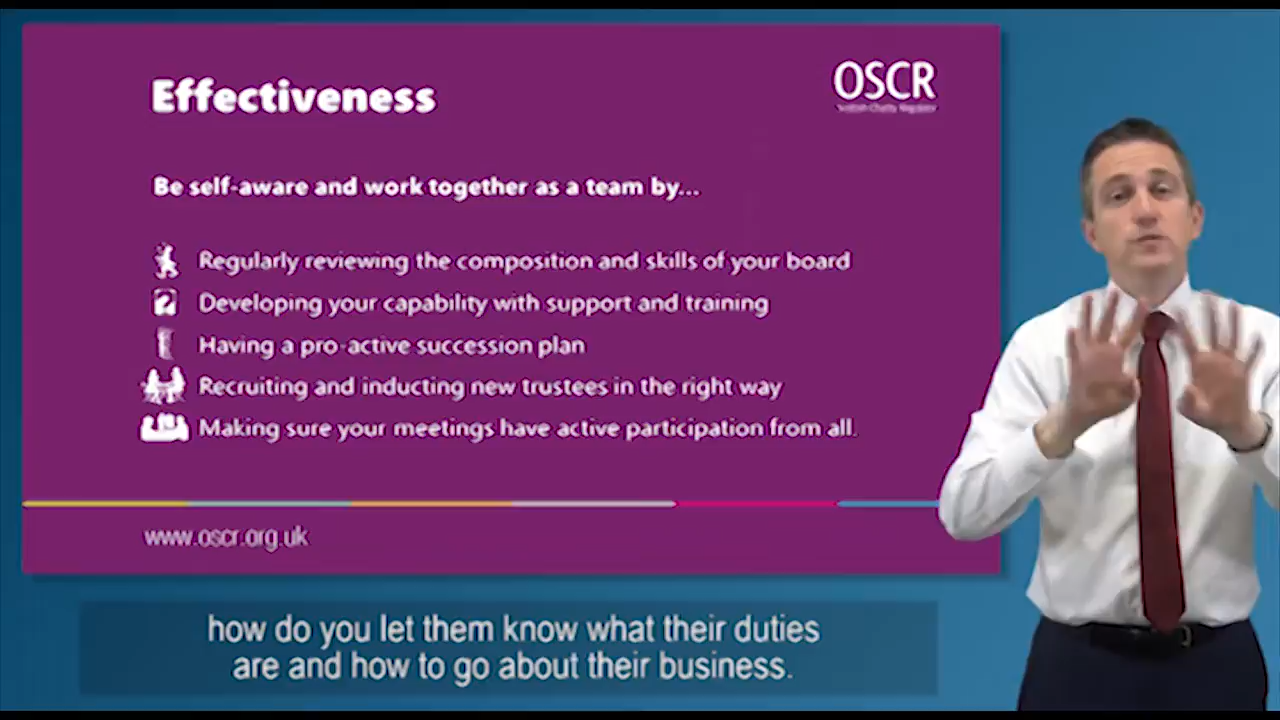 Effectiveness
OSCR
Scottish Charity Regulator
Be self-aware and work together as a team by...
Regularly reviewing the composition and skills of your board
Developing your capability with support and training
Having a pro-active succession plan
Recruiting and inducting new trustees in the right way
Making sure your meetings have active participation from all.
www.oscr.org.uk
how do you let them know what their duties
are and how to go about their business.